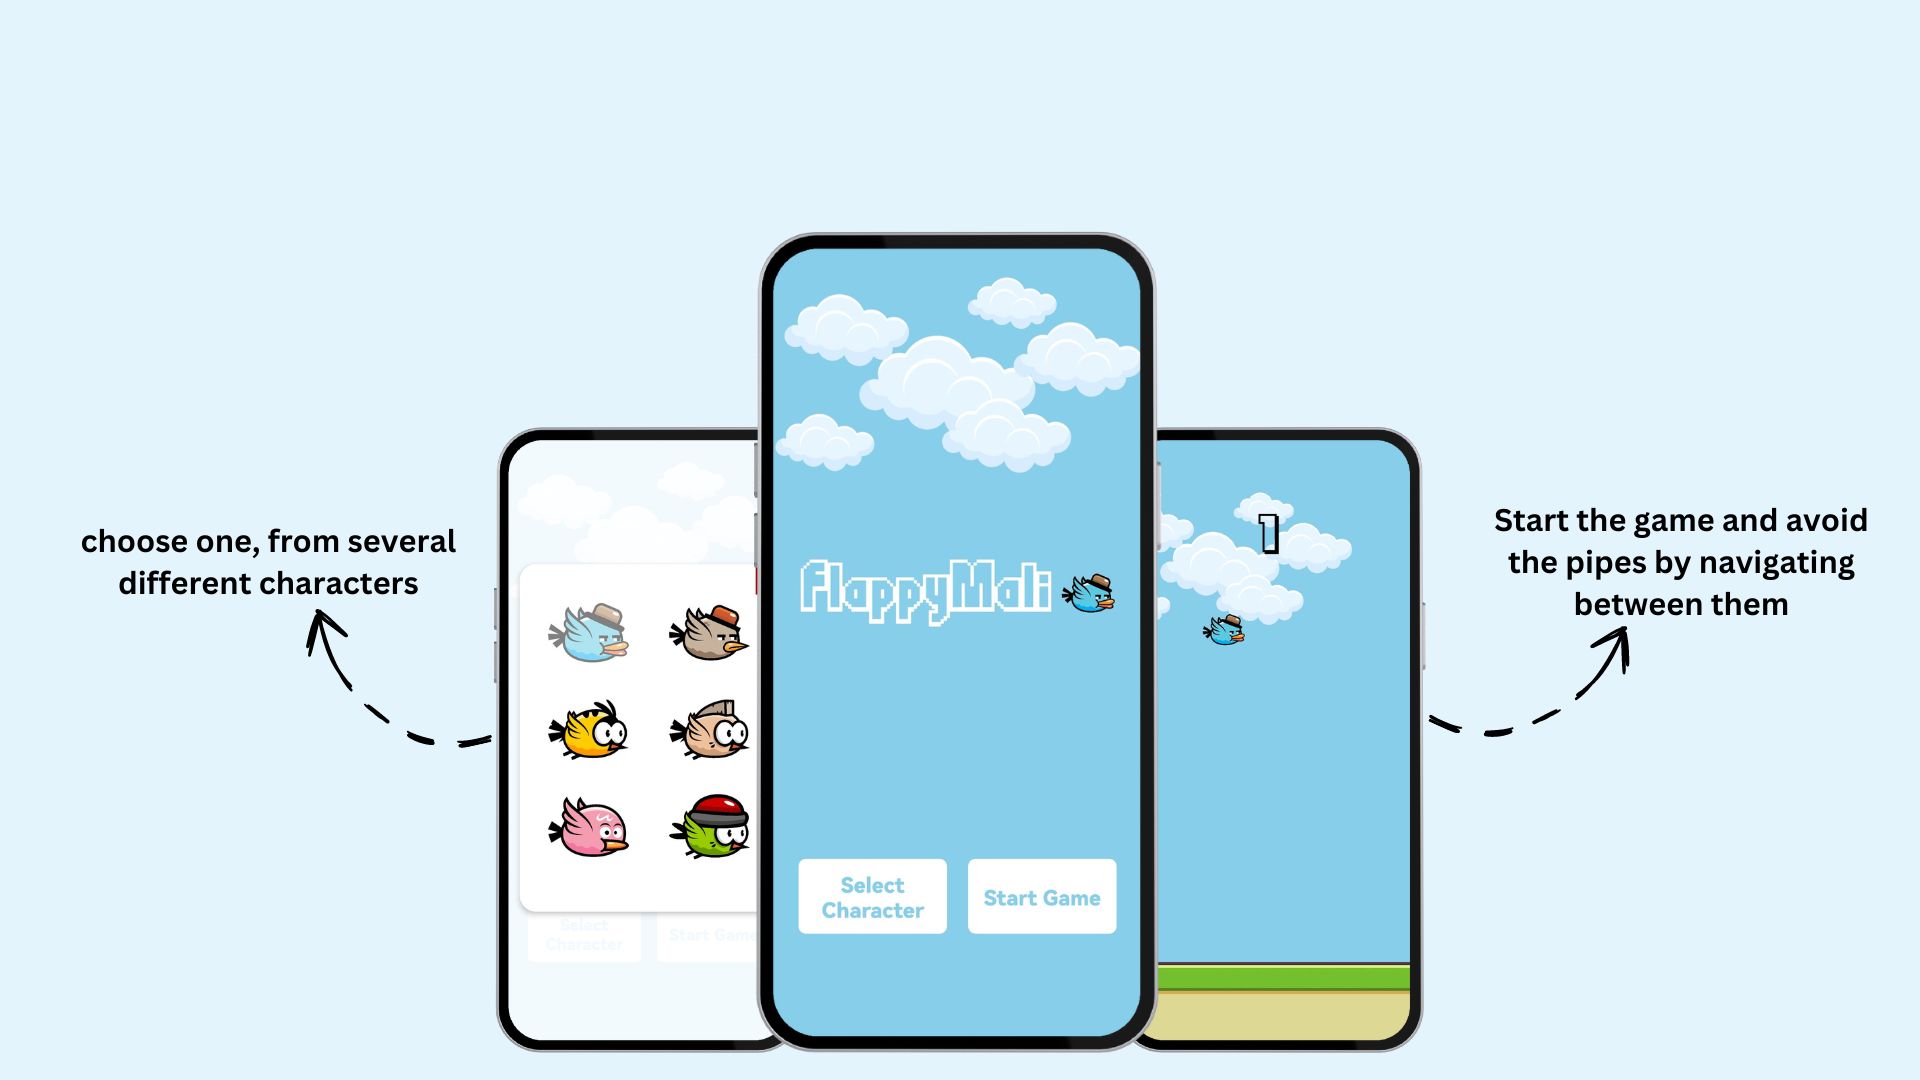 choose one, from several
different characters
Select
Character
Start Game
FlappyMali
Select
Character
Start Game
1
Start the game and avoid
the pipes by navigating
between them